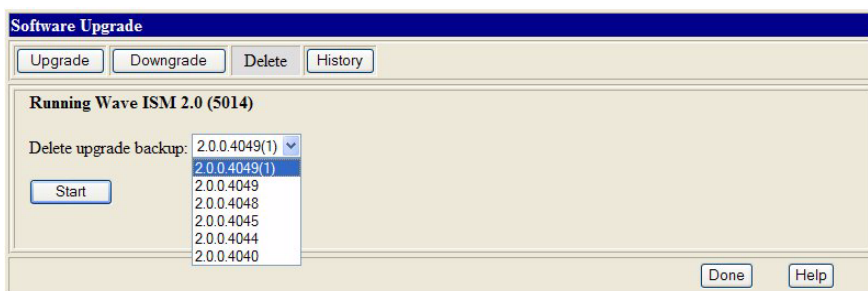 Software Upgrade
Upgrade Downgrade Delete History
Running Wave ISM 2.0 (5014)
Delete upgrade backup: 2.0.0.4049(1)
2.0.0.4049(1)
2.0.0.4049
Start
2.0.0.4048
2.0.0.4045
2.0.0.4044
2.0.0.4040
Done Help